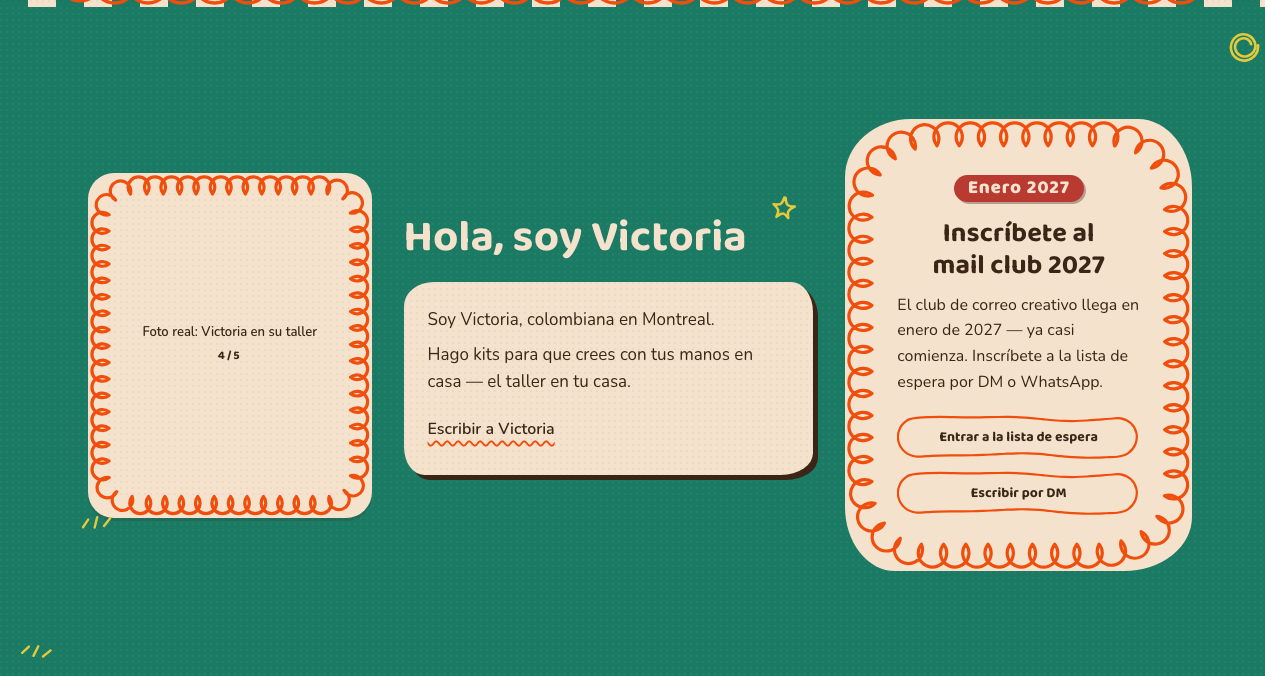 Foto real: Victoria en su taller
4 / 5
Hola, soy Victoria
Soy Victoria, colombiana en Montreal.
Hago kits para que crees con tus manos en
casa — el taller en tu casa.
Escribir a Victoria
Enero 2027
Inscríbete al
mail club 2027
El club de correo creativo llega en
enero de 2027 — ya casi
comienza. Inscríbete a la lista de
espera por DM o WhatsApp.
Entrar a la lista de espera
Escribir por DM